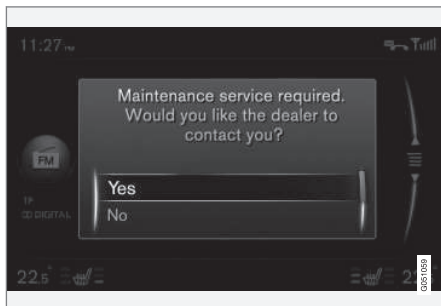 11:27
Maintenance service required.
Would you like the dealer to
contact you?
FM
Yes
TP
DIGITAL
No
22.5
G051059